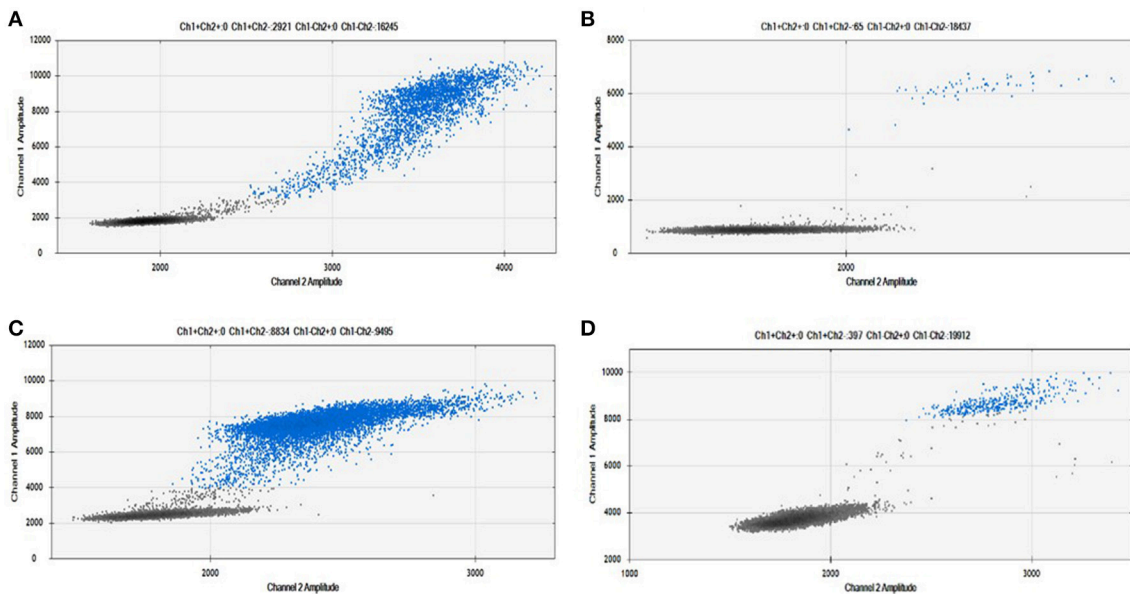 A
Ch1+Ch2+:0 Ch1+Ch2-:2921 Ch1-Ch2+:0 Ch1-Ch2-:16245
Channel 1 Amplitude
12000
10000
8000
6000
4000
2000
0
2000 3000 4000
Channel 2 Amplitude
B
Ch1+Ch2+:0 Ch1+Ch2-:65 Ch1-Ch2+:0 Ch1-Ch2-:18437
Channel 1 Amplitude
8000
6000
4000
2000
0
2000
Channel 2 Amplitude
C
Ch1+Ch2+:0 Ch1+Ch2-:8834 Ch1-Ch2+:0 Ch1-Ch2-:9495
Channel 1 Amplitude
12000
10000
8000
6000
4000
2000
0
2000 3000
Channel 2 Amplitude
D
Ch1+Ch2+:0 Ch1+Ch2-:397 Ch1-Ch2+:0 Ch1-Ch2-:19912
Channel 1 Amplitude
10000
8000
6000
4000
2000
1000 2000 3000
Channel 2 Amplitude